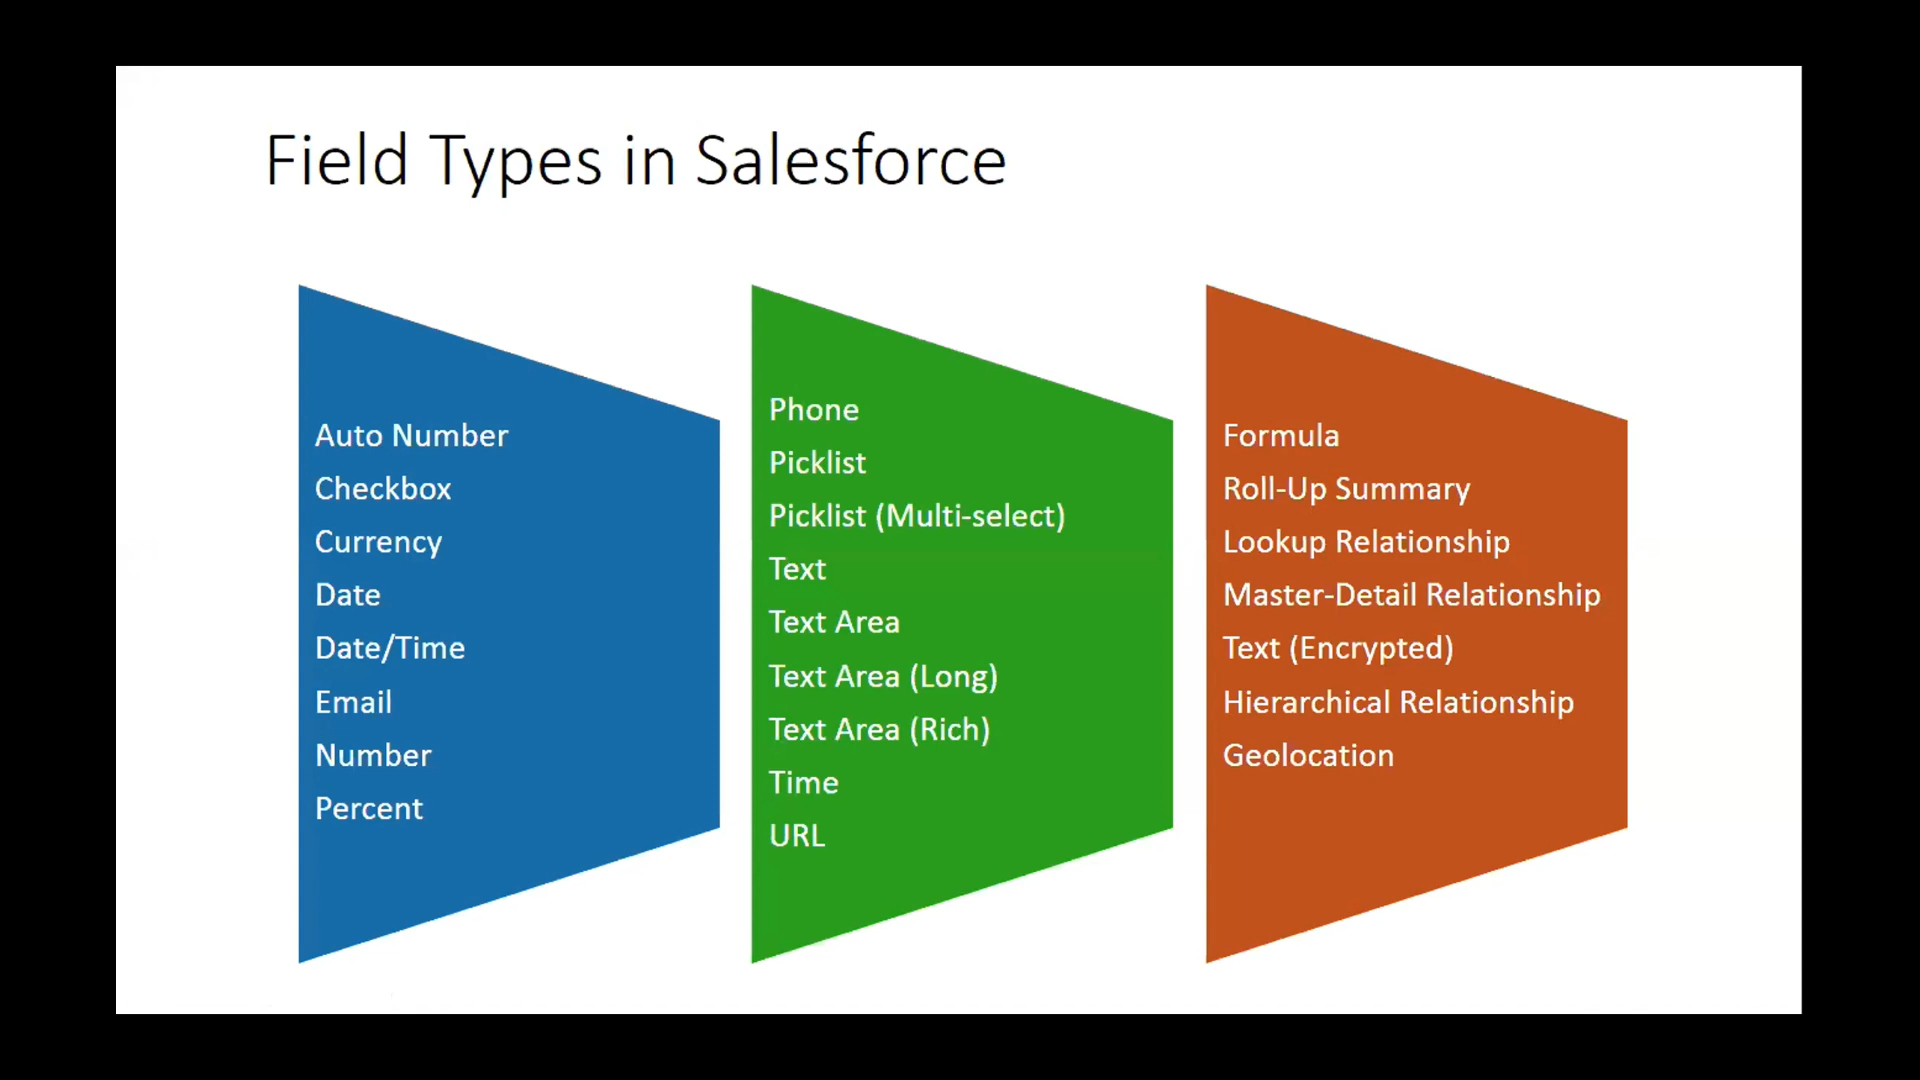 Field Types in Salesforce
Auto Number
Checkbox
Currency
Date
Date/Time
Email
Number
Percent
Phone
Picklist
Picklist (Multi-select)
Text
Text Area
Text Area (Long)
Text Area (Rich)
Time
URL
Formula
Roll-Up Summary
Lookup Relationship
Master-Detail Relationship
Text (Encrypted)
Hierarchical Relationship
Geolocation